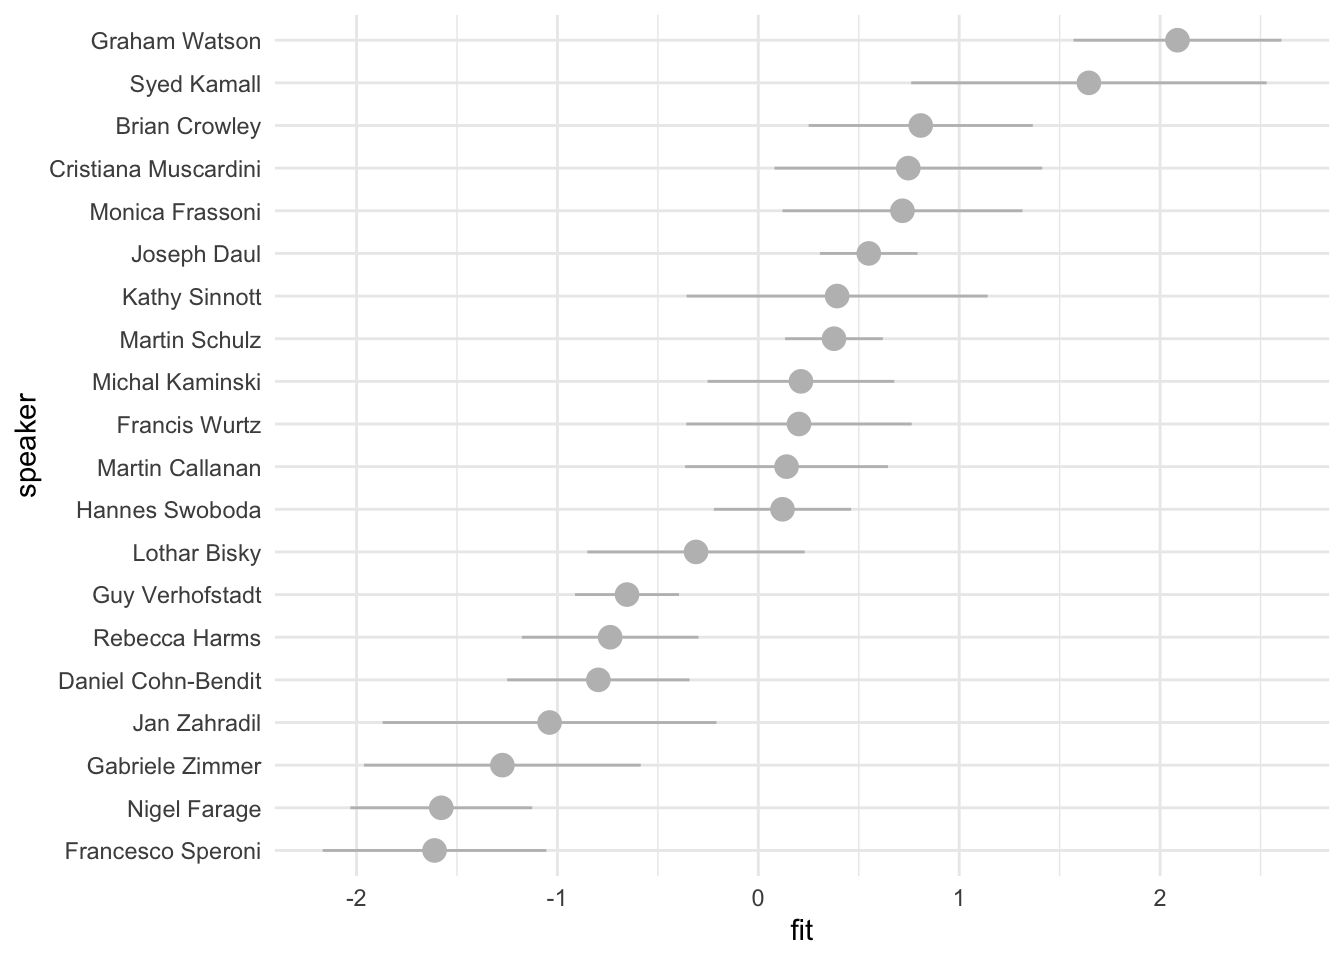 Graham Watson
Syed Kamall
Brian Crowley
Cristiana Muscardini
Monica Frassoni
Joseph Daul
Kathy Sinnott
Martin Schulz
Michal Kaminski
Francis Wurtz
Martin Callanan
Hannes Swoboda
Lothar Bisky
Guy Verhofstadt
Rebecca Harms
Daniel Cohn-Bendit
Jan Zahradil
Gabriele Zimmer
Nigel Farage
Francesco Speroni
speaker
-2 -1 0 1 2
fit